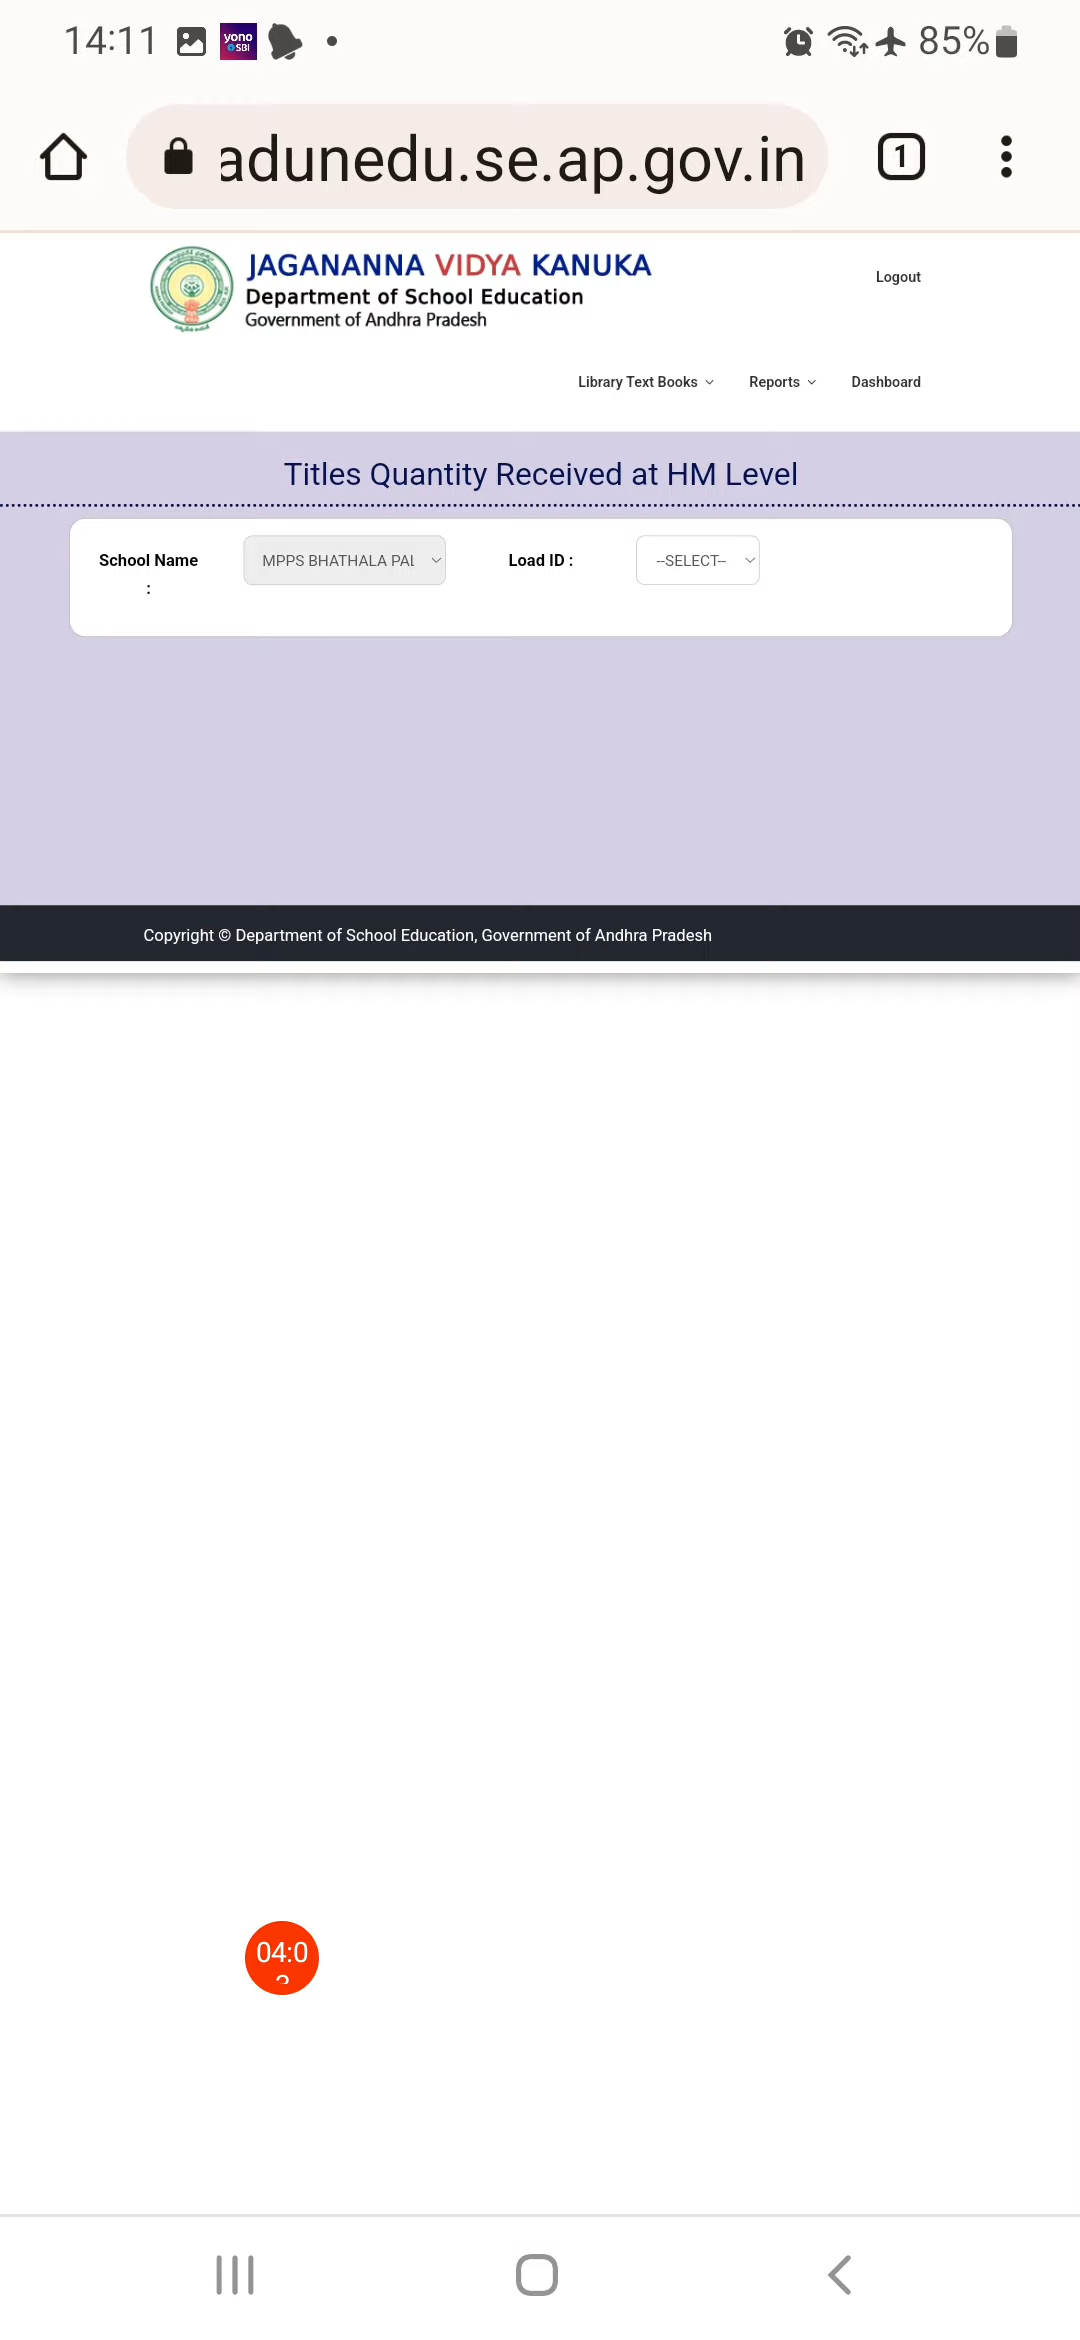 14:11 yono SBI 85%
adunedu.se.ap.gov.in 1
JAGANANNA VIDYA KANUKA
Department of School Education
Government of Andhra Pradesh
Logout
Library Text Books Reports Dashboard
Titles Quantity Received at HM Level
School Name : MPPS BHATHALA PAL Load ID : --SELECT--
Copyright © Department of School Education, Government of Andhra Pradesh
04:0